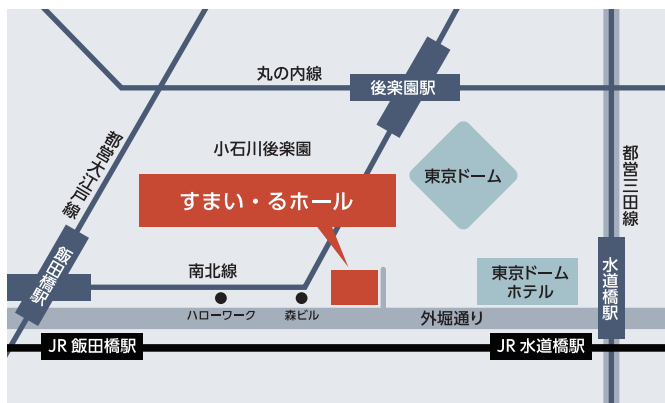 丸の内線
後楽園駅
都営大江戸線
小石川後楽園
東京ドーム
都営三田線
すまい・るホール
飯田橋駅
南北線
東京ドーム
ホテル
水道橋駅
ハローワーク
森ビル
外堀通り
JR 飯田橋駅
JR 水道橋駅